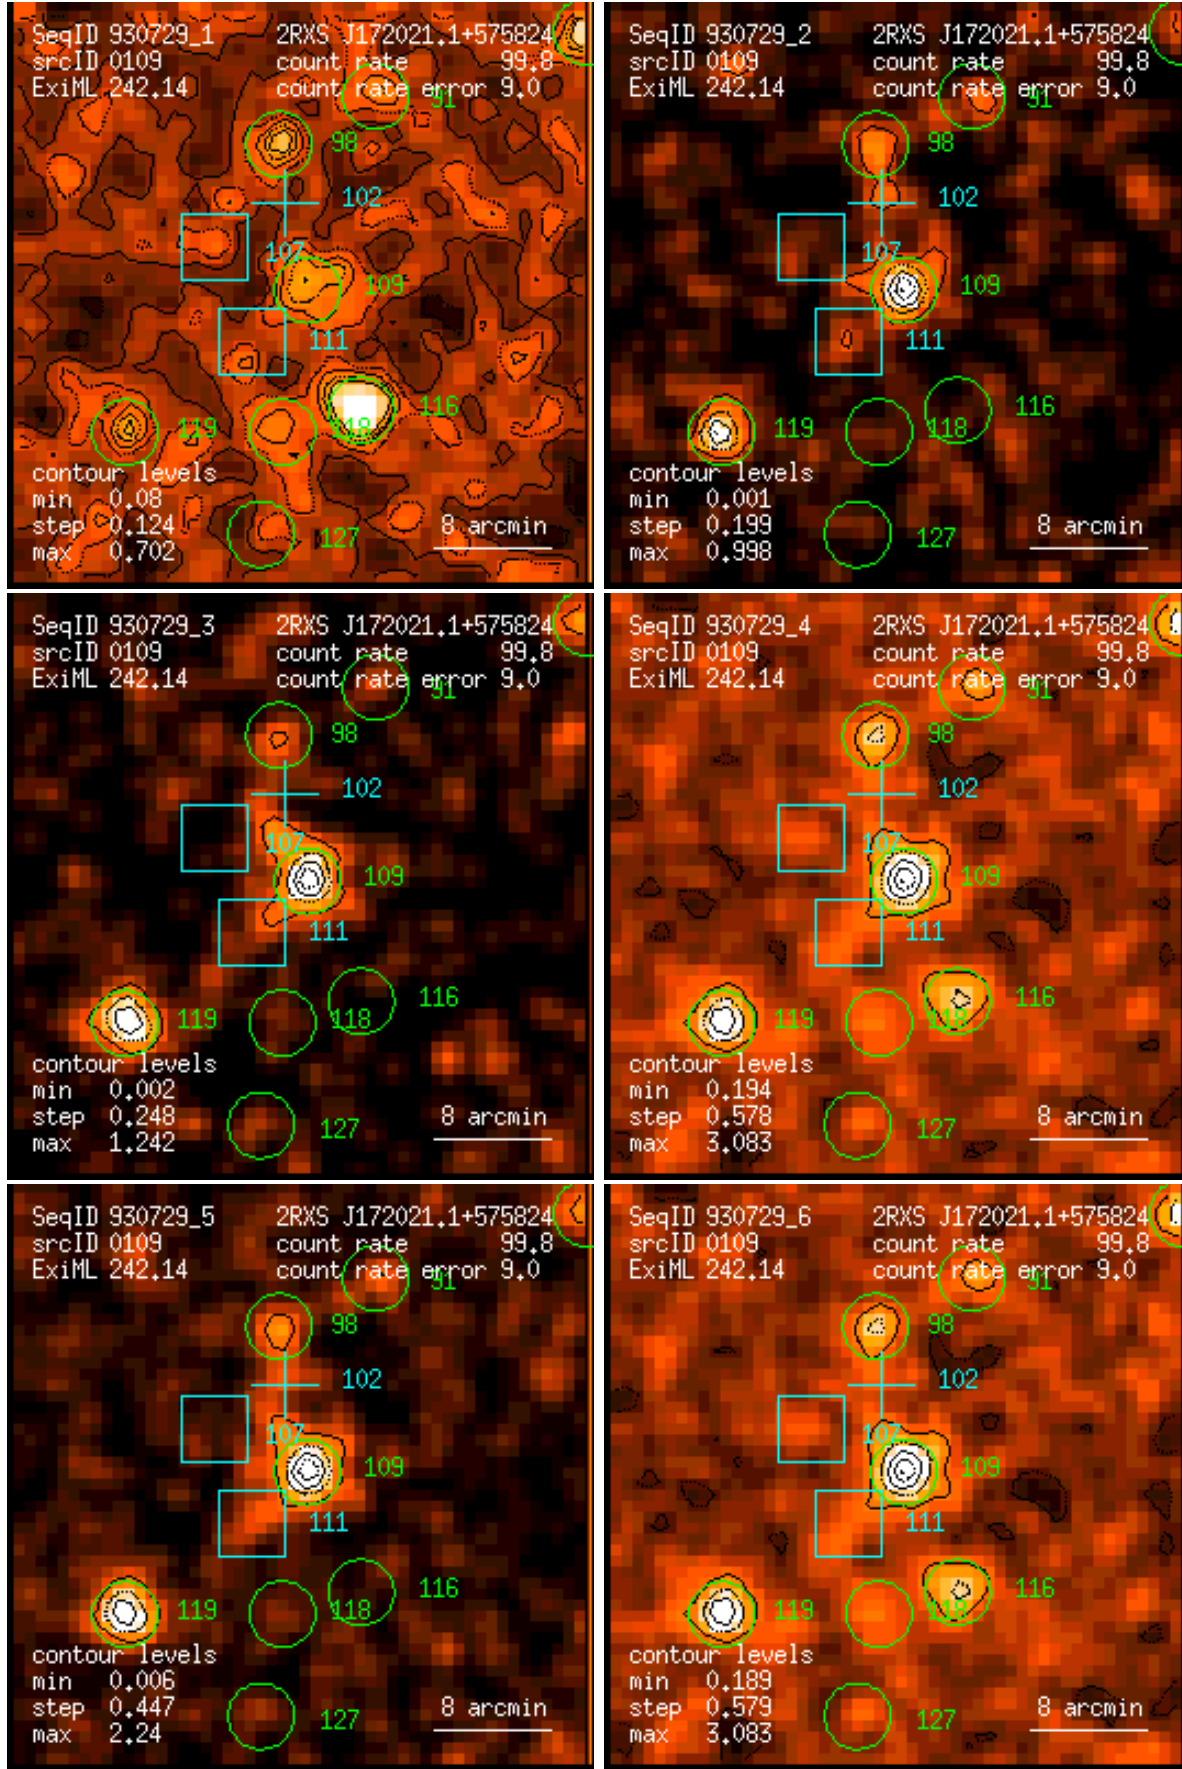 SeqID 930729_1 2RXS J172021.1+575824
srcID 0109 count rate 99.8
ExiML 242.14 count rate error 9.0
91
98
102
107
109
111
116
119 118
contour levels
min 0.08
step 0.124 127 8 arcmin
max 0.702
SeqID 930729_2 2RXS J172021.1+575824
srcID 0109 count rate 99.8
ExiML 242.14 count rate error 9.0
91
98
102
107
109
111
116
119 118
contour levels
min 0.001
step 0.199 127 8 arcmin
max 0.998
SeqID 930729_3 2RXS J172021.1+575824
srcID 0109 count rate 99.8
ExiML 242.14 count rate error 9.0
91
98
102
107
109
111
116
119 118
contour levels
min 0.002
step 0.248 127 8 arcmin
max 1.242
SeqID 930729_4 2RXS J172021.1+575824
srcID 0109 count rate 99.8
ExiML 242.14 count rate error 9.0
91
98
102
107
109
111
116
119 118
contour levels
min 0.194
step 0.578 127 8 arcmin
max 3.083
SeqID 930729_5 2RXS J172021.1+575824
srcID 0109 count rate 99.8
ExiML 242.14 count rate error 9.0
91
98
102
107
109
111
116
119 118
contour levels
min 0.006
step 0.447 127 8 arcmin
max 2.24
SeqID 930729_6 2RXS J172021.1+575824
srcID 0109 count rate 99.8
ExiML 242.14 count rate error 9.0
91
98
102
107
109
111
116
119 118
contour levels
min 0.189
step 0.579 127 8 arcmin
max 3.083